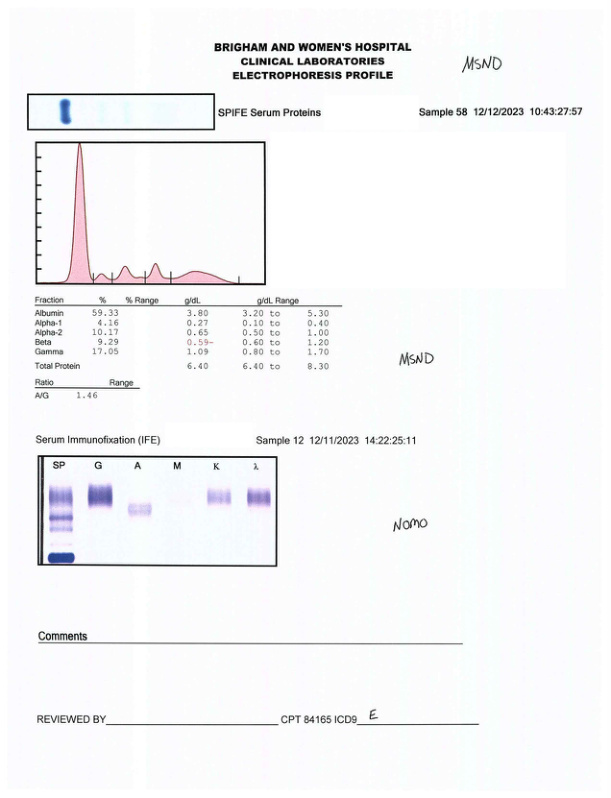 BRIGHAM AND WOMEN'S HOSPITAL
CLINICAL LABORATORIES
ELECTROPHORESIS PROFILE
MSND
SPIFE Serum Proteins Sample 58 12/12/2023 10:43:27:57
Fraction % % Range g/dL g/dL Range
Albumin 59.33 3.80 3.20 to 5.30
Alpha-1 4.16 0.27 0.10 to 0.40
Alpha-2 10.17 0.65 0.50 to 1.00
Beta 9.29 0.59- 0.60 to 1.20
Gamma 17.05 1.09 0.80 to 1.70
MSND
Total Protein 6.40 6.40 to 8.30
Ratio Range
A/G 1.46
Serum Immunofixation (IFE) Sample 12 12/11/2023 14:22:25:11
SP G A M K λ
NOMO
Comments
REVIEWED BY CPT 84165 ICD9 E